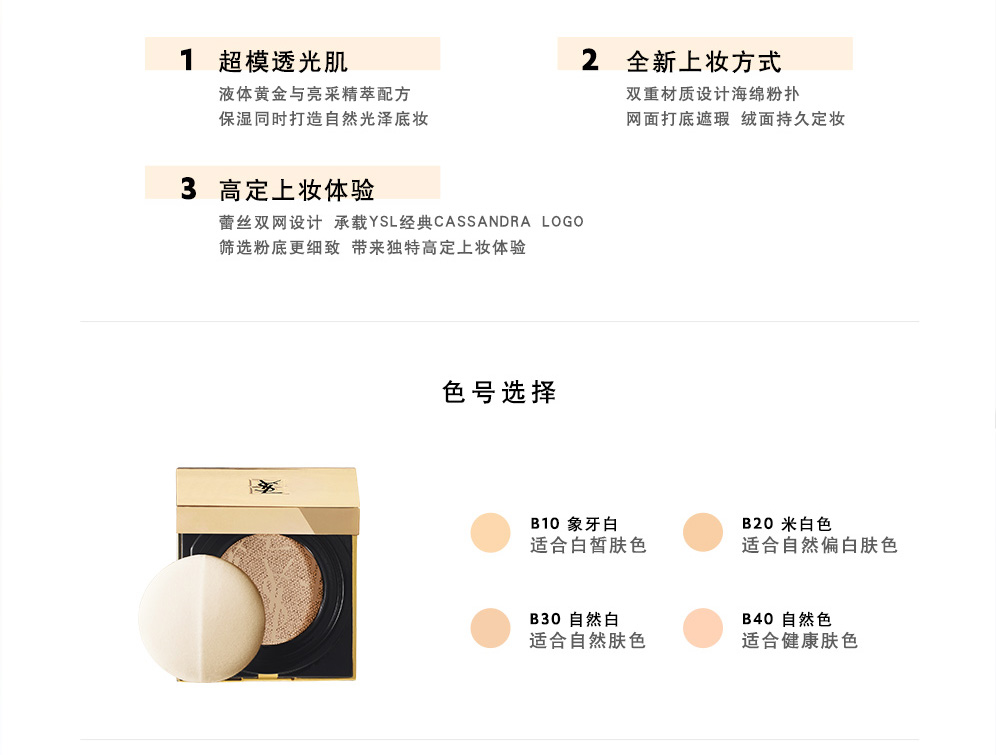 1 超模透光肌
液体黄金与亮采精萃配方
保湿同时打造自然光泽底妆
2 全新上妆方式
双重材质设计海绵粉扑
网面打底遮瑕 绒面持久定妆
3 高定上妆体验
蕾丝双网设计 承载YSL经典CASSANDRA LOGO
筛选粉底更细致 带来独特高定上妆体验
色号选择
B10 象牙白
适合白皙肤色
B20 米白色
适合自然偏白肤色
B30 自然白
适合自然肤色
B40 自然色
适合健康肤色